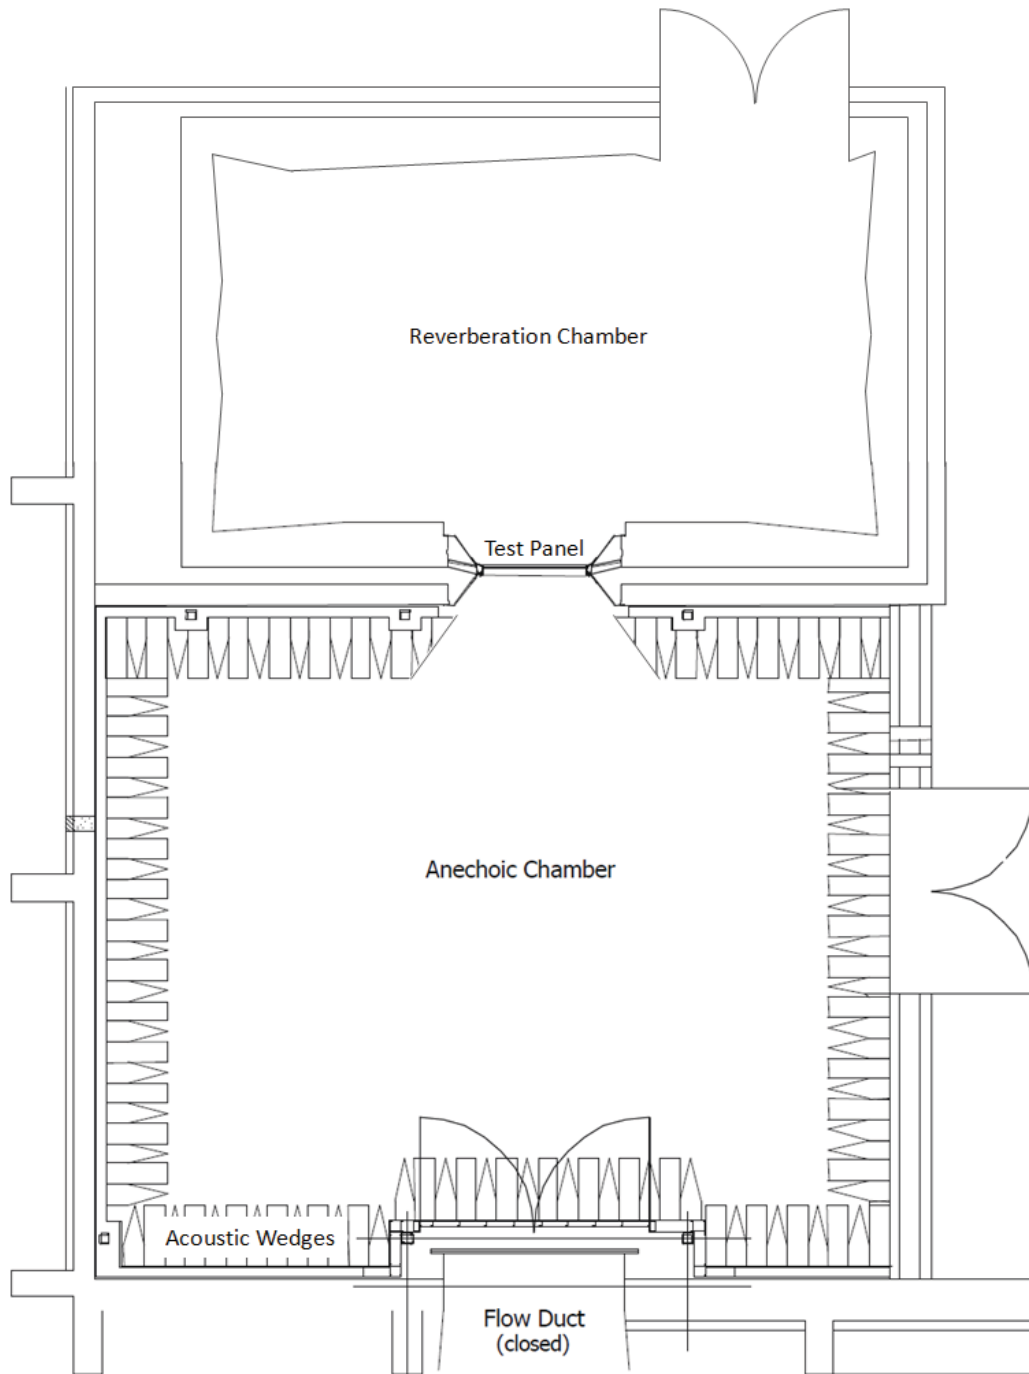 Reverberation Chamber
Test Panel
Anechoic Chamber
Acoustic Wedges
Flow Duct
(closed)